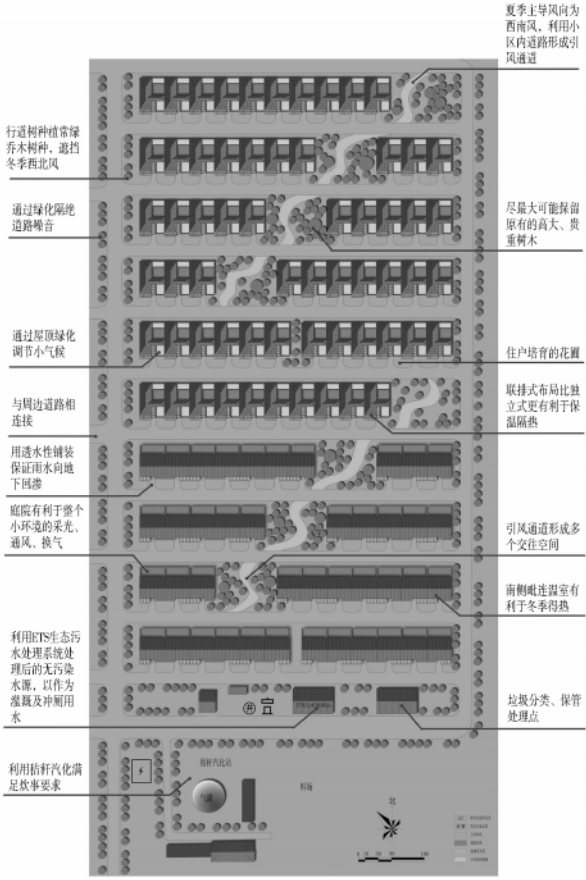 夏季主导风向为
西南风，利用小
区内道路形成引
风通道
行道树种植常绿
乔木树种，遮挡
冬季西北风
通过绿化隔绝
道路噪音
尽最大可能保留
原有的高大、贵
重树木
通过屋顶绿化
调节小气候
住户培育的花圃
与周边道路相
连接
联排式布局比独
立式更有利于保
温隔热
用透水性铺装
保证雨水向地
下回渗
庭院有利于整个
小环境的采光、
通风、换气
引风通道形成多
个交往空间
南侧毗连温室有
利于冬季得热
利用ETS生态污
水处理系统处
理后的无污染
水源，以作为
灌溉及冲厕用
水
垃圾分类、保管
处理点
利用秸秆汽化满
足炊事要求
秸秆汽化站
气罐
料场
北